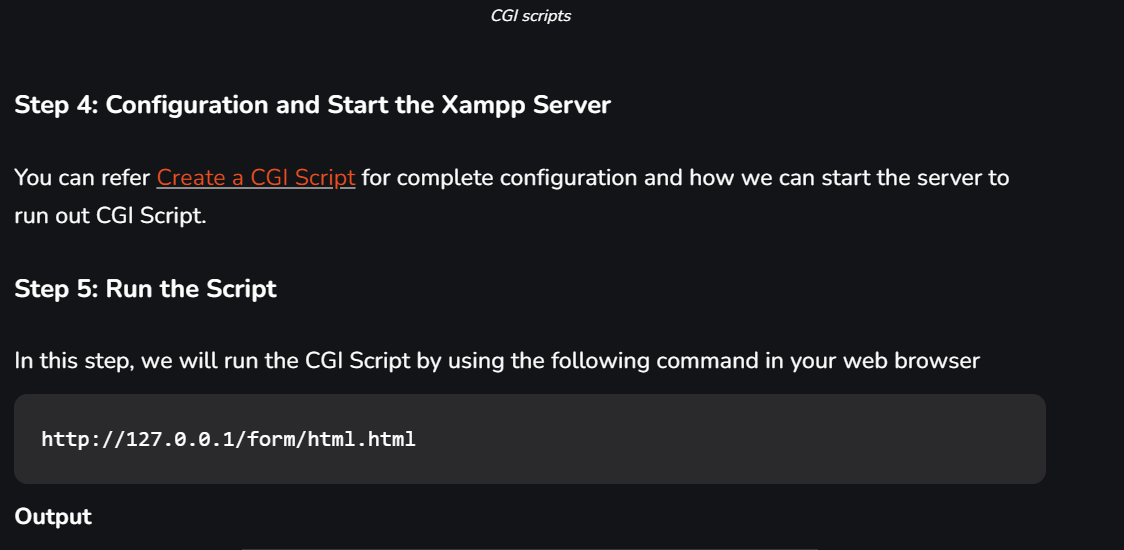 CGI scripts
Step 4: Configuration and Start the Xampp Server
You can refer Create a CGI Script for complete configuration and how we can start the server to
run out CGI Script.
Step 5: Run the Script
In this step, we will run the CGI Script by using the following command in your web browser
http://127.0.0.1/form/html.html
Output